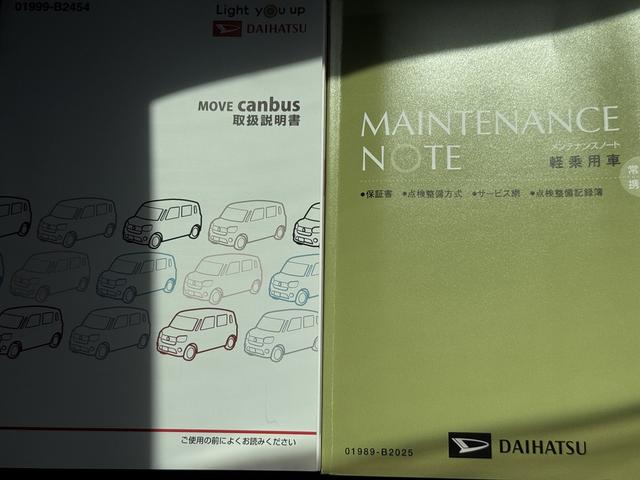 01999-B2454
Light you up
DAIHATSU
MOVE canbus
取扱説明書
ご使用の前によくお読みください
MAINTENANCE
NOTE
メンテナンスノート
軽乗用車
常携
●保証書 ●点検整備方式 ●サービス網 ●点検整備記録簿
01989-B2025
DAIHATSU